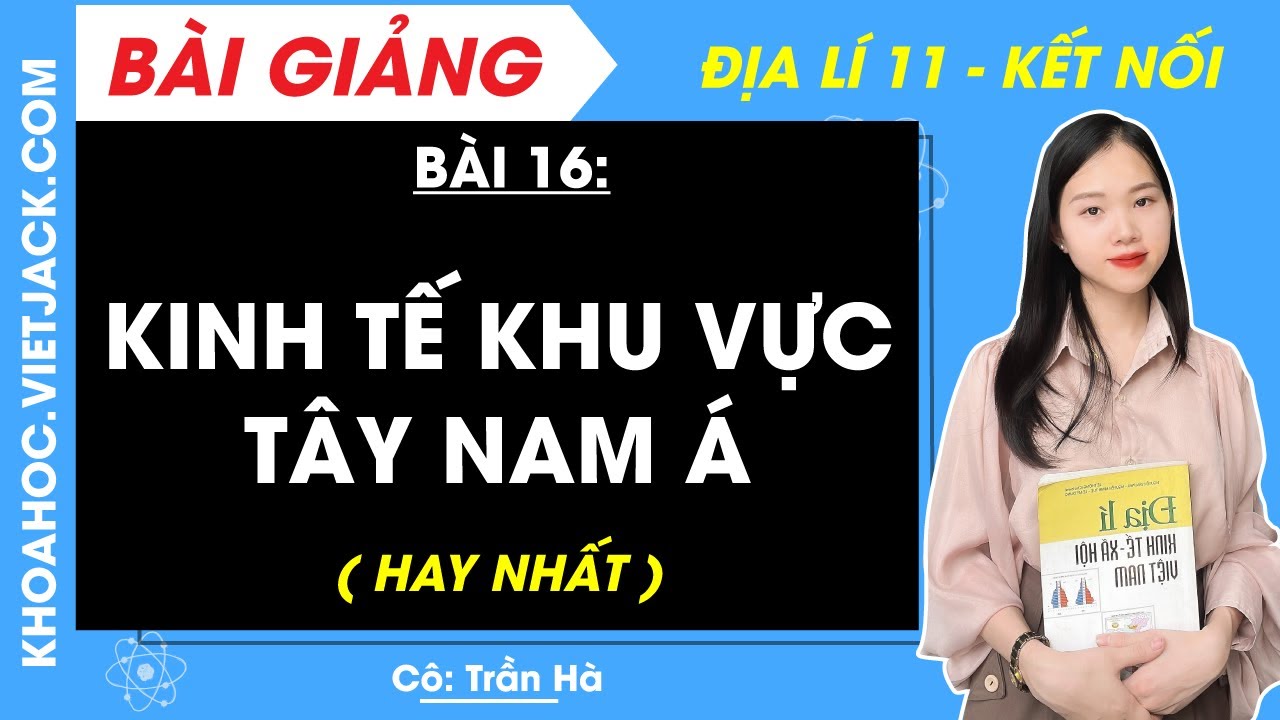 KHOAHOC.VIETJACK.COM
BÀI GIẢNG
ĐỊA LÍ 11 - KẾT NỐI
BÀI 16:
KINH TẾ KHU VỰC
TÂY NAM Á
( HAY NHẤT )
Cô: Trần Hà
Địa lí
KINH TẾ - XÃ HỘI
VIỆT NAM